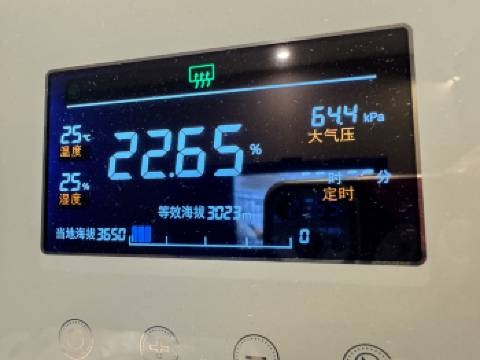 25℃
温度
22.65%
64.4 kPa
大气压
25%
湿度
时 分
定时
等效海拔 3023m
当地海拔 3650
0